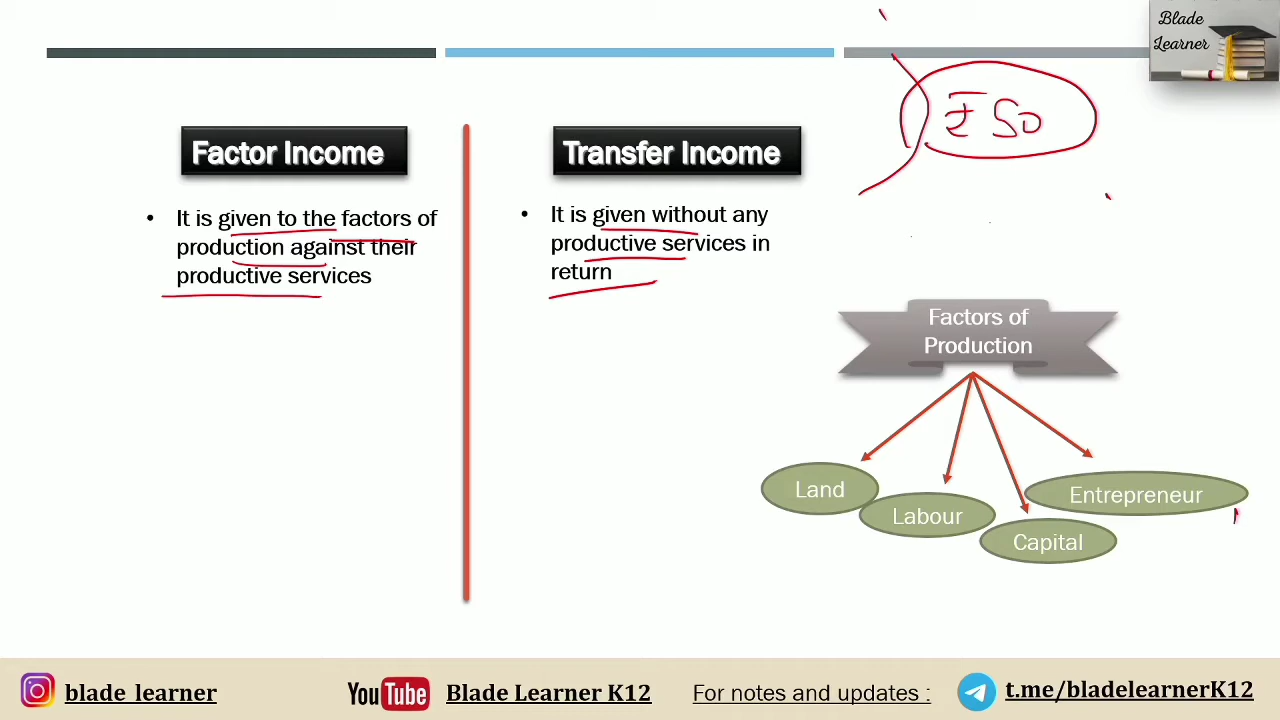 Blade
Learner
₹ 50
Factor Income
• It is given to the factors of
production against their
productive services
Transfer Income
• It is given without any
productive services in
return
Factors of
Production
Land
Labour
Capital
Entrepreneur
blade_learner
YouTube
Blade Learner K12
For notes and updates :
t.me/bladelearnerK12